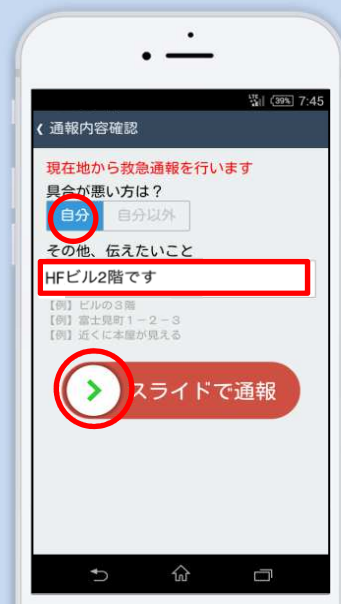 LTE 39% 7:45
通報内容確認
現在地から救急通報を行います
具合が悪い方は？
自分 自分以外
その他、伝えたいこと
HFビル2階です
【例】ビルの３階
【例】富士見町１－２－３
【例】近くに本屋が見える
スライドで通報